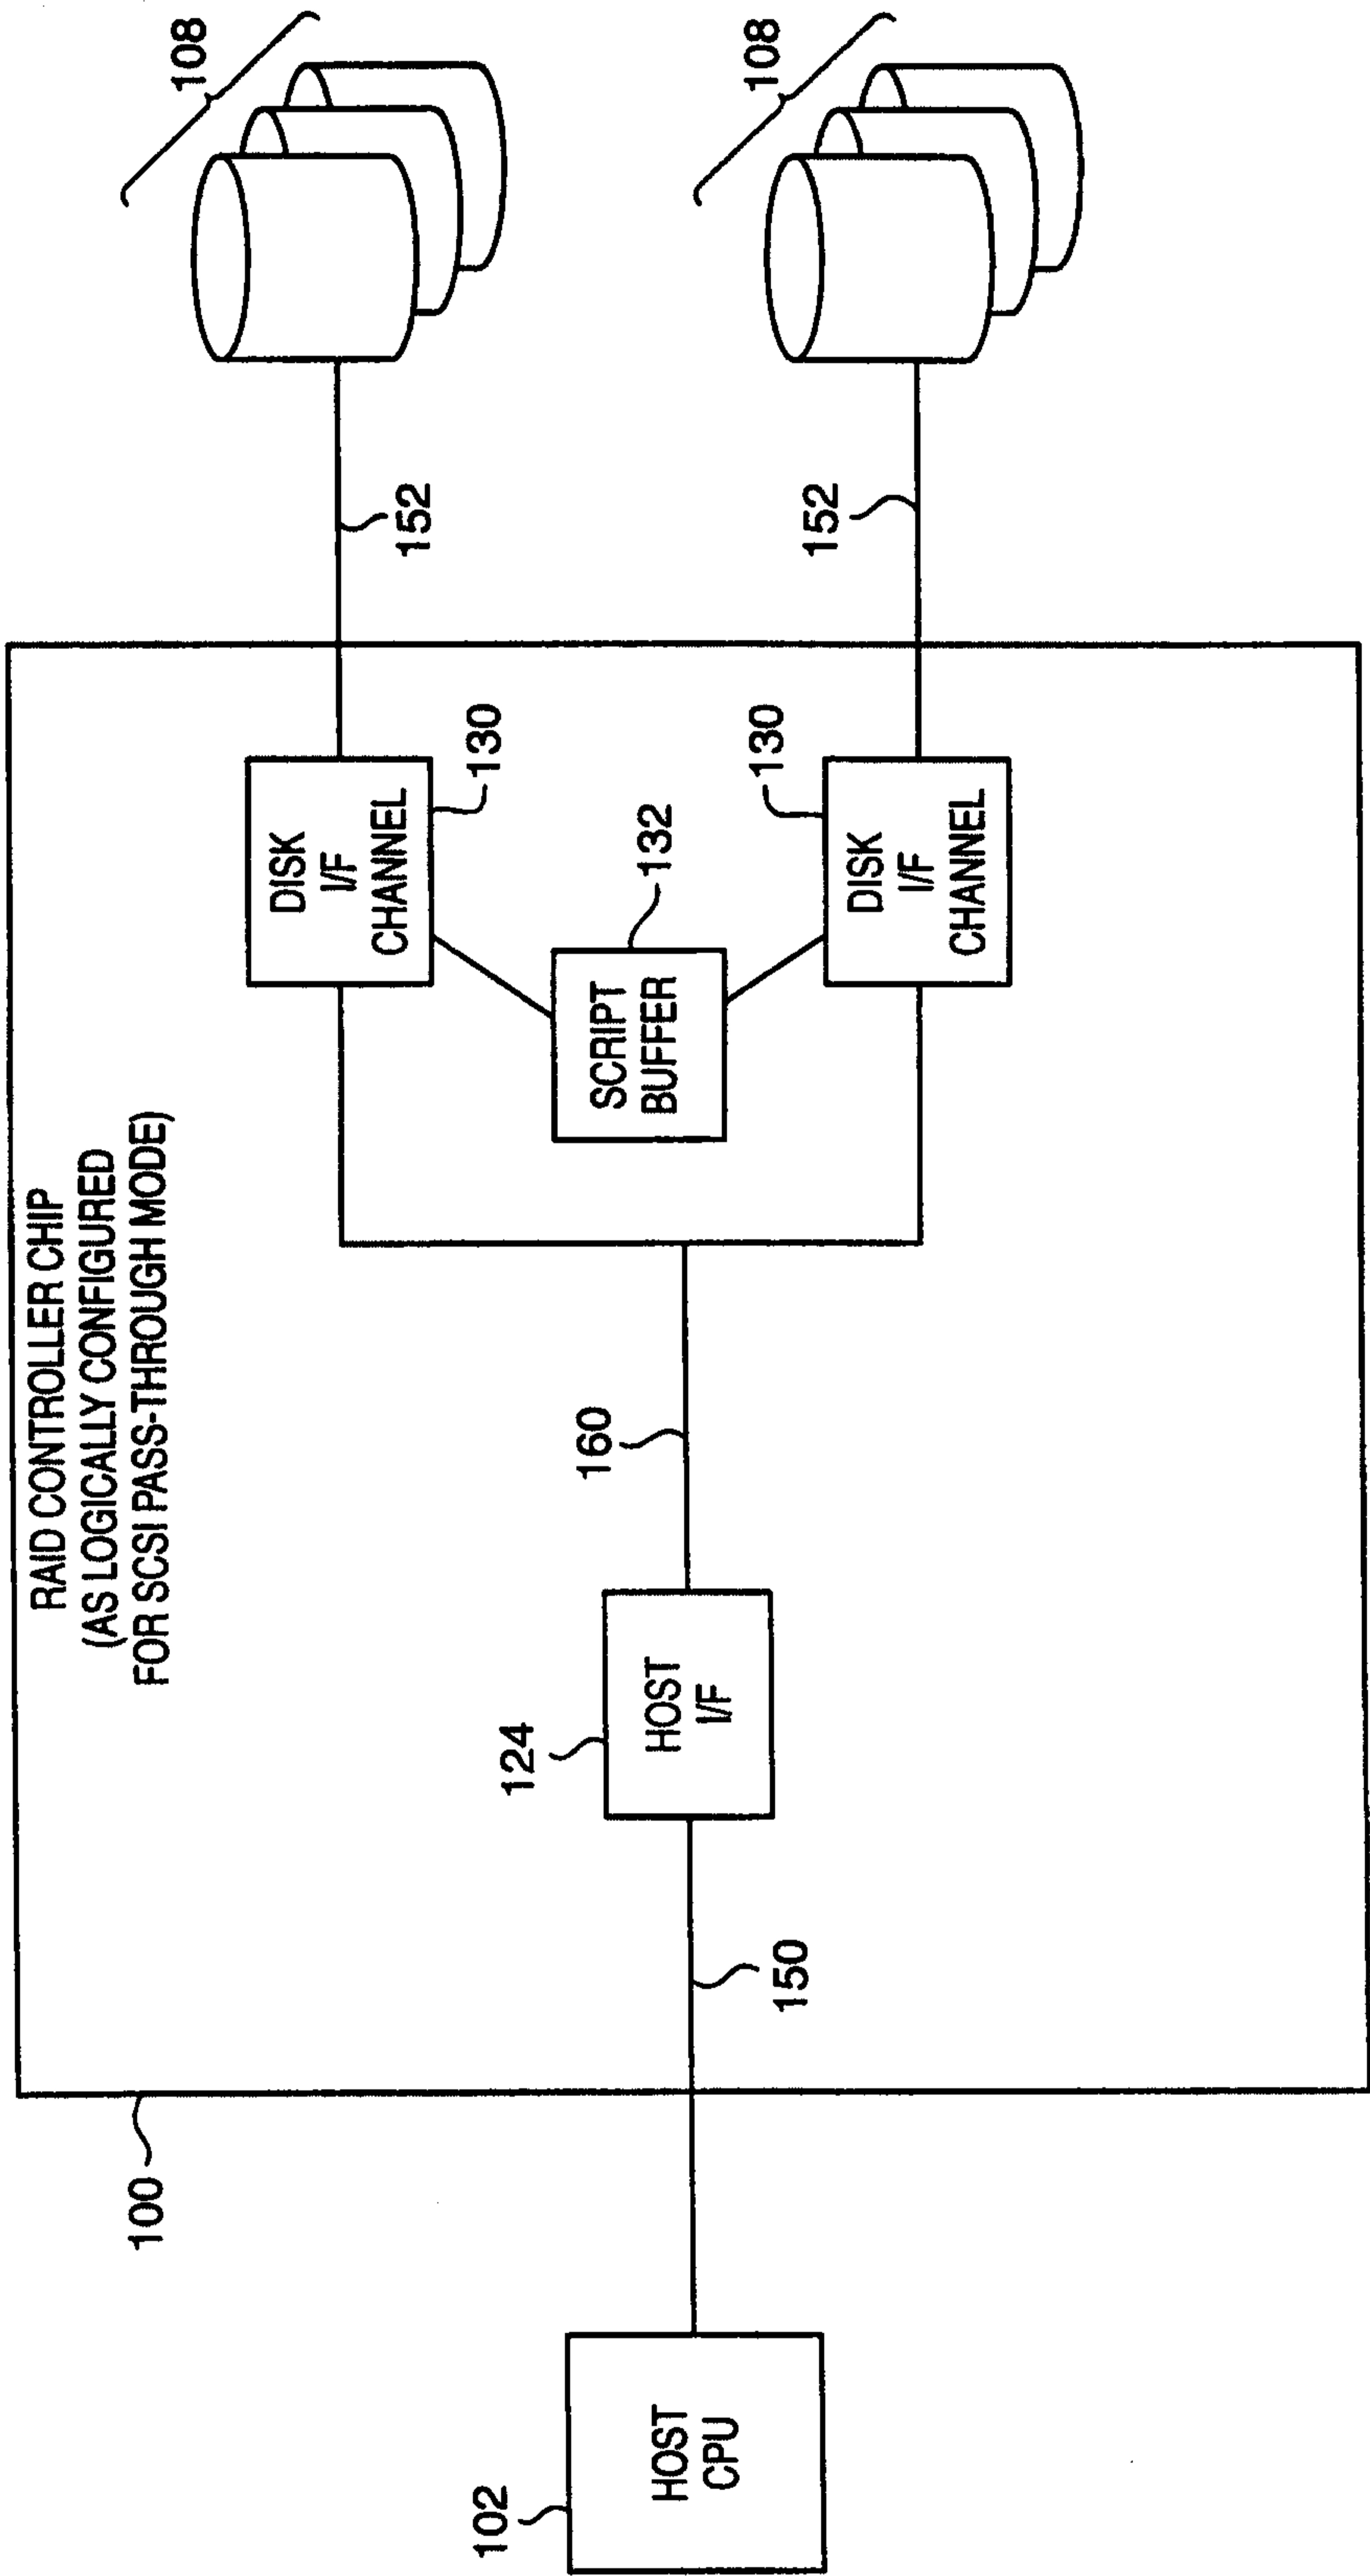 RAID CONTROLLER CHIP
(AS LOGICALLY CONFIGURED
FOR SCSI PASS-THROUGH MODE)
100
102
HOST
CPU
150
124
HOST
I/F
160
DISK
I/F
CHANNEL
130
SCRIPT
BUFFER
132
DISK
I/F
CHANNEL
130
152
108
152
108